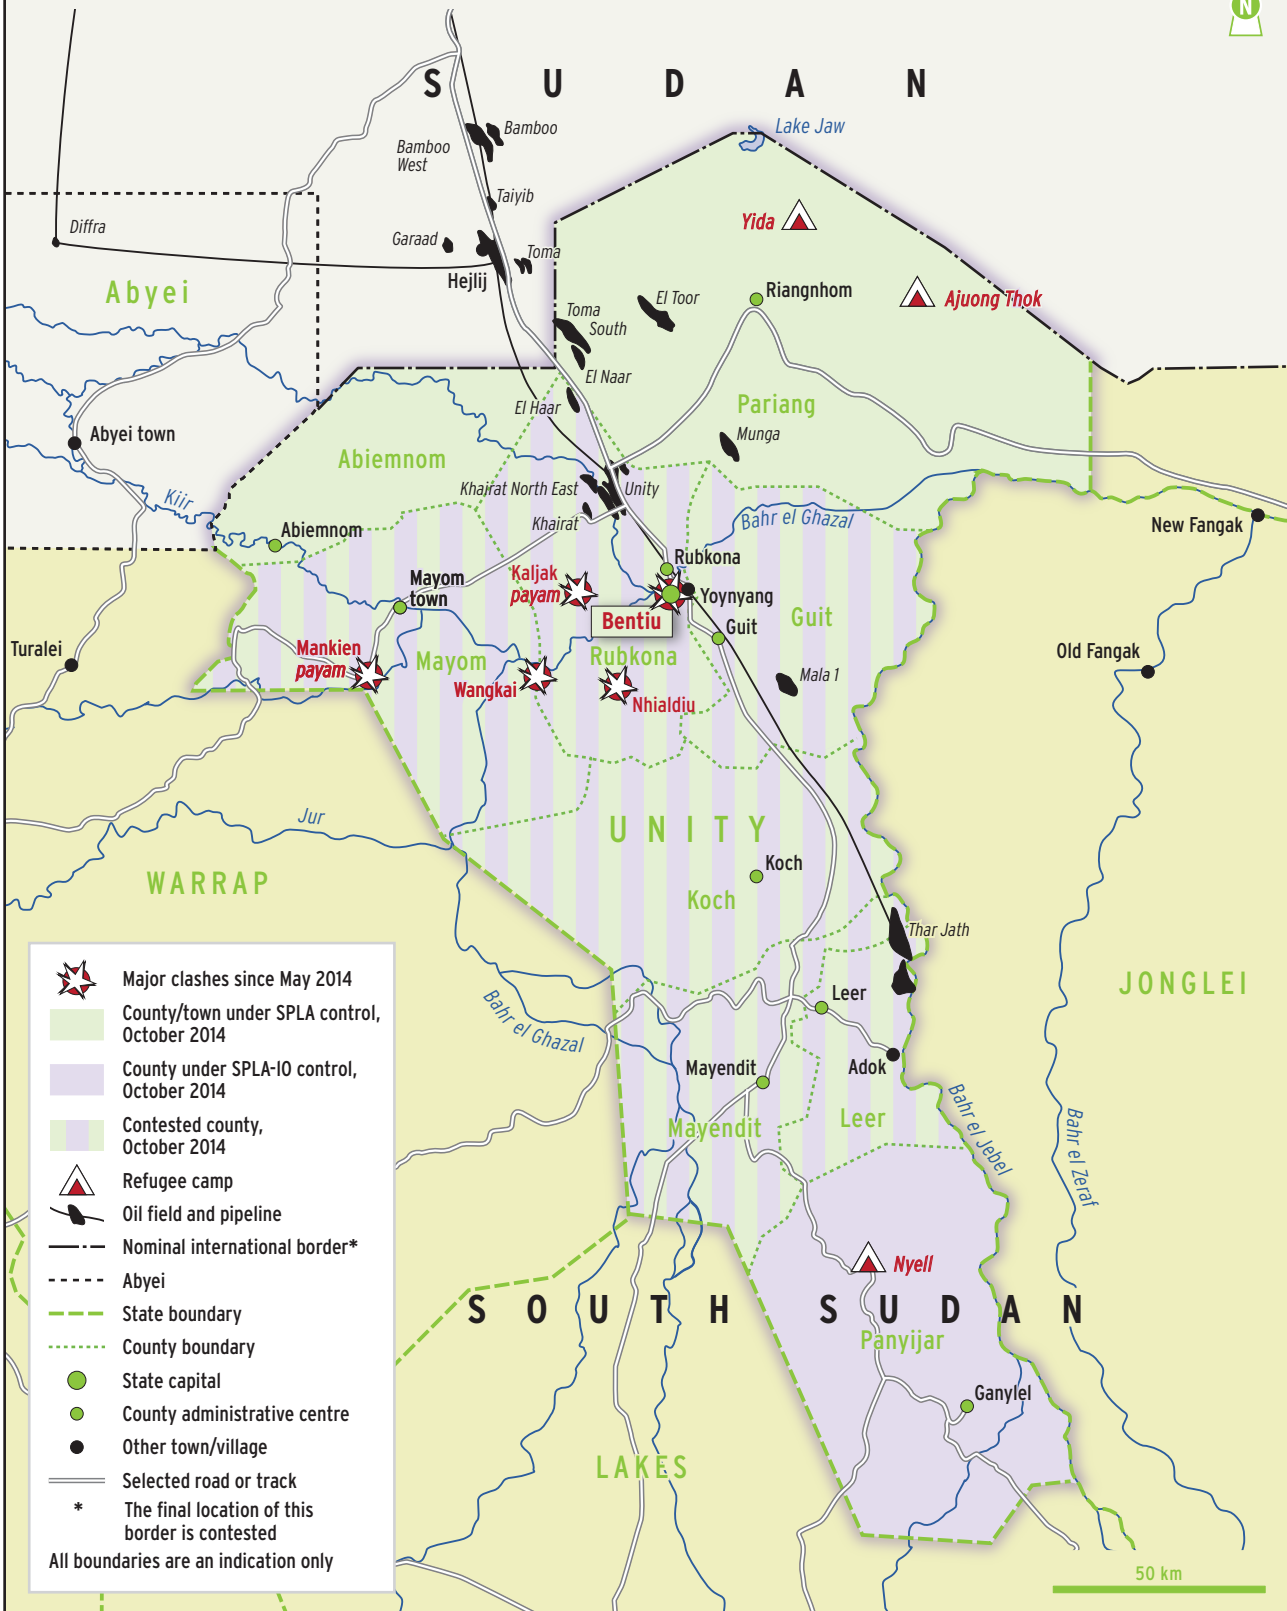 N
S U D A N
Lake Jaw
Bamboo
Bamboo
West
Taiyib
Yida
Diffra
Garaad
Toma
Hejlij
Abyei
El Toor
Riangnhom
Ajuong Thok
Toma
South
El Naar
El Haar
Pariang
Abyei town
Munga
Abiemnom
Khairat North East
Unity
Kiir
Khairat
Bahr el Ghazal
New Fangak
Abiemnom
Rubkona
Kaljak
payam
Mayom
town
Yoynyang
Bentiu
Guit
Guit
Turalei
Mankien
payam
Mayom
Rubkona
Old Fangak
Wangkai
Mala 1
Nhialdiu
Jur
UNITY
Koch
WARRAP
Koch
Thar Jath
JONGLEI
Leer
Bahr el Ghazal
Mayendit
Adok
Bahr el Jebel
Bahr el Zeraf
Mayendit
Leer
Nyell
SOUTH SUDAN
Panyijar
Ganylel
LAKES
Major clashes since May 2014
County/town under SPLA control,
October 2014
County under SPLA-IO control,
October 2014
Contested county,
October 2014
Refugee camp
Oil field and pipeline
Nominal international border*
Abyei
State boundary
County boundary
State capital
County administrative centre
Other town/village
Selected road or track
* The final location of this
border is contested
All boundaries are an indication only
50 km